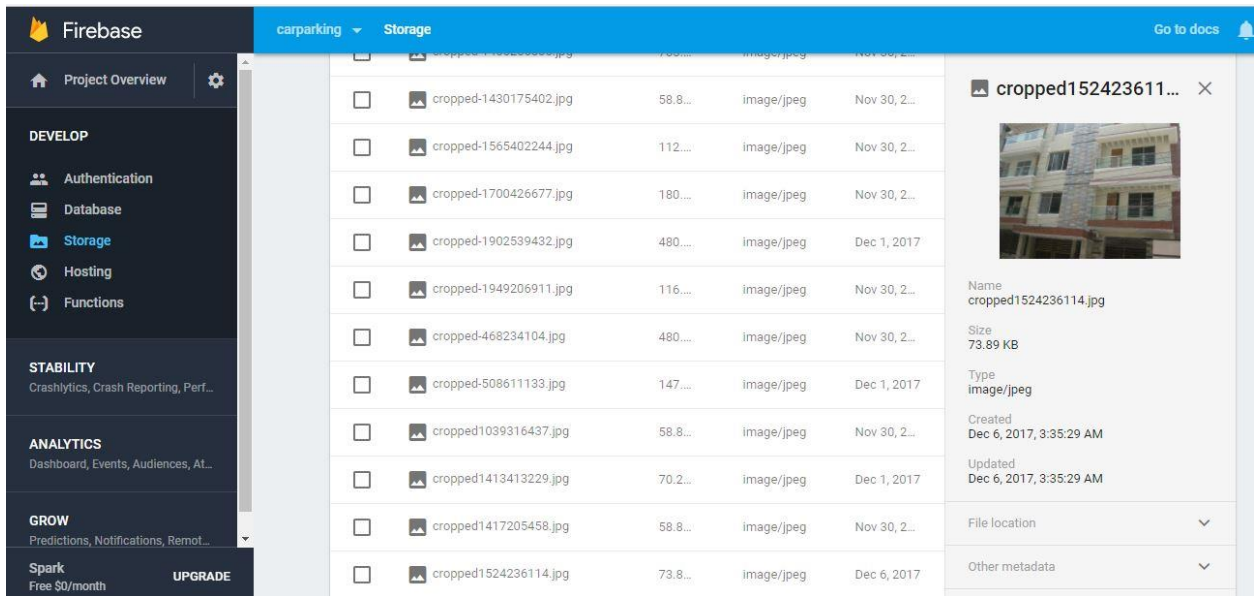 Firebase
carparking Storage Go to docs
Project Overview
DEVELOP
Authentication
Database
Storage
Hosting
Functions
STABILITY
Crashlytics, Crash Reporting, Perf...
ANALYTICS
Dashboard, Events, Audiences, At...
GROW
Predictions, Notifications, Remot...
Spark
Free $0/month
UPGRADE
cropped-1430175402.jpg 58.8... image/jpeg Nov 30, 2...
cropped-1565402244.jpg 112.... image/jpeg Nov 30, 2...
cropped-1700426677.jpg 180.... image/jpeg Nov 30, 2...
cropped-1902539432.jpg 480.... image/jpeg Dec 1, 2017
cropped-1949206911.jpg 116.... image/jpeg Nov 30, 2...
cropped-468234104.jpg 480.... image/jpeg Nov 30, 2...
cropped-508611133.jpg 147.... image/jpeg Dec 1, 2017
cropped1039316437.jpg 58.8... image/jpeg Nov 30, 2...
cropped1413413229.jpg 70.2... image/jpeg Dec 1, 2017
cropped1417205458.jpg 58.8... image/jpeg Nov 30, 2...
cropped1524236114.jpg 73.8... image/jpeg Dec 6, 2017
cropped152423611...
Name
cropped1524236114.jpg
Size
73.89 KB
Type
image/jpeg
Created
Dec 6, 2017, 3:35:29 AM
Updated
Dec 6, 2017, 3:35:29 AM
File location
Other metadata